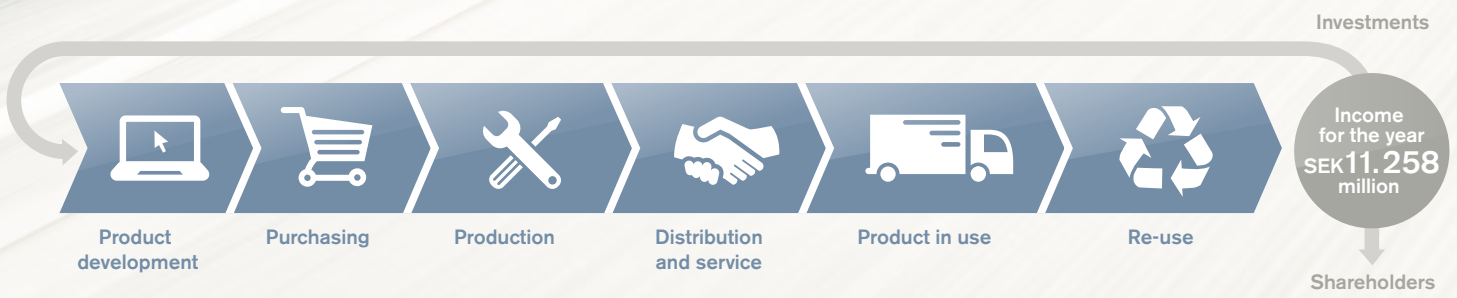 Investments
Income
for the year
SEK11.258
million
Product
development
Purchasing
Production
Distribution
and service
Product in use
Re-use
Shareholders